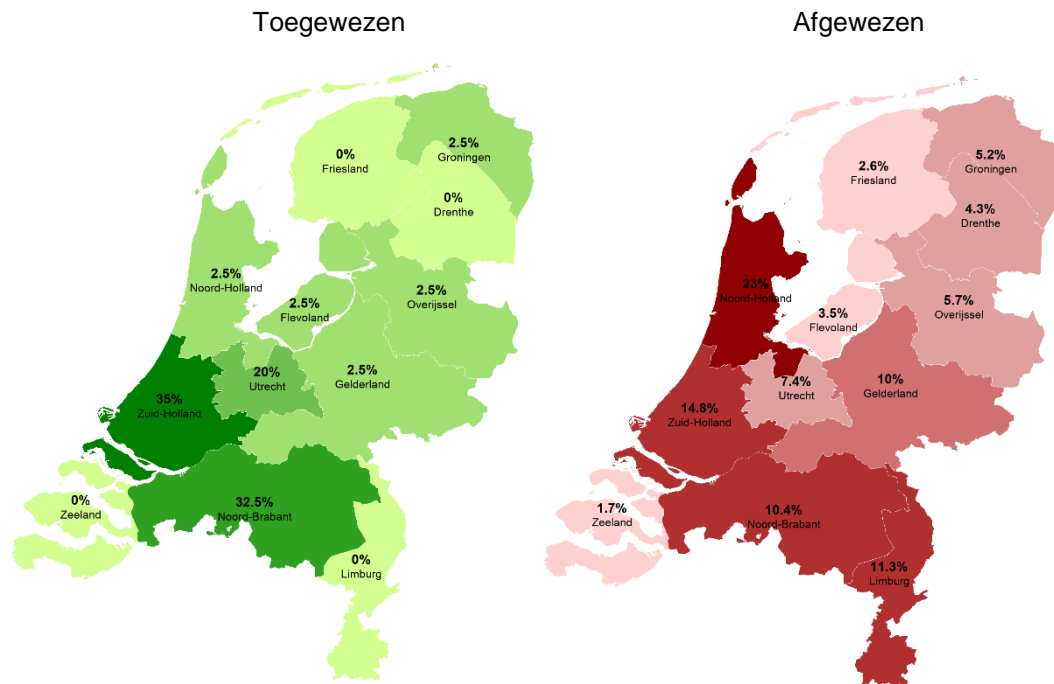 Toegewezen
0%
Friesland
2.5%
Groningen
0%
Drenthe
2.5%
Noord-Holland
2.5%
Flevoland
2.5%
Overijssel
20%
Utrecht
2.5%
Gelderland
35%
Zuid-Holland
32.5%
Noord-Brabant
0%
Zeeland
0%
Limburg
Afgewezen
2.6%
Friesland
5.2%
Groningen
4.3%
Drenthe
23%
Noord-Holland
3.5%
Flevoland
5.7%
Overijssel
7.4%
Utrecht
10%
Gelderland
14.8%
Zuid-Holland
10.4%
Noord-Brabant
1.7%
Zeeland
11.3%
Limburg